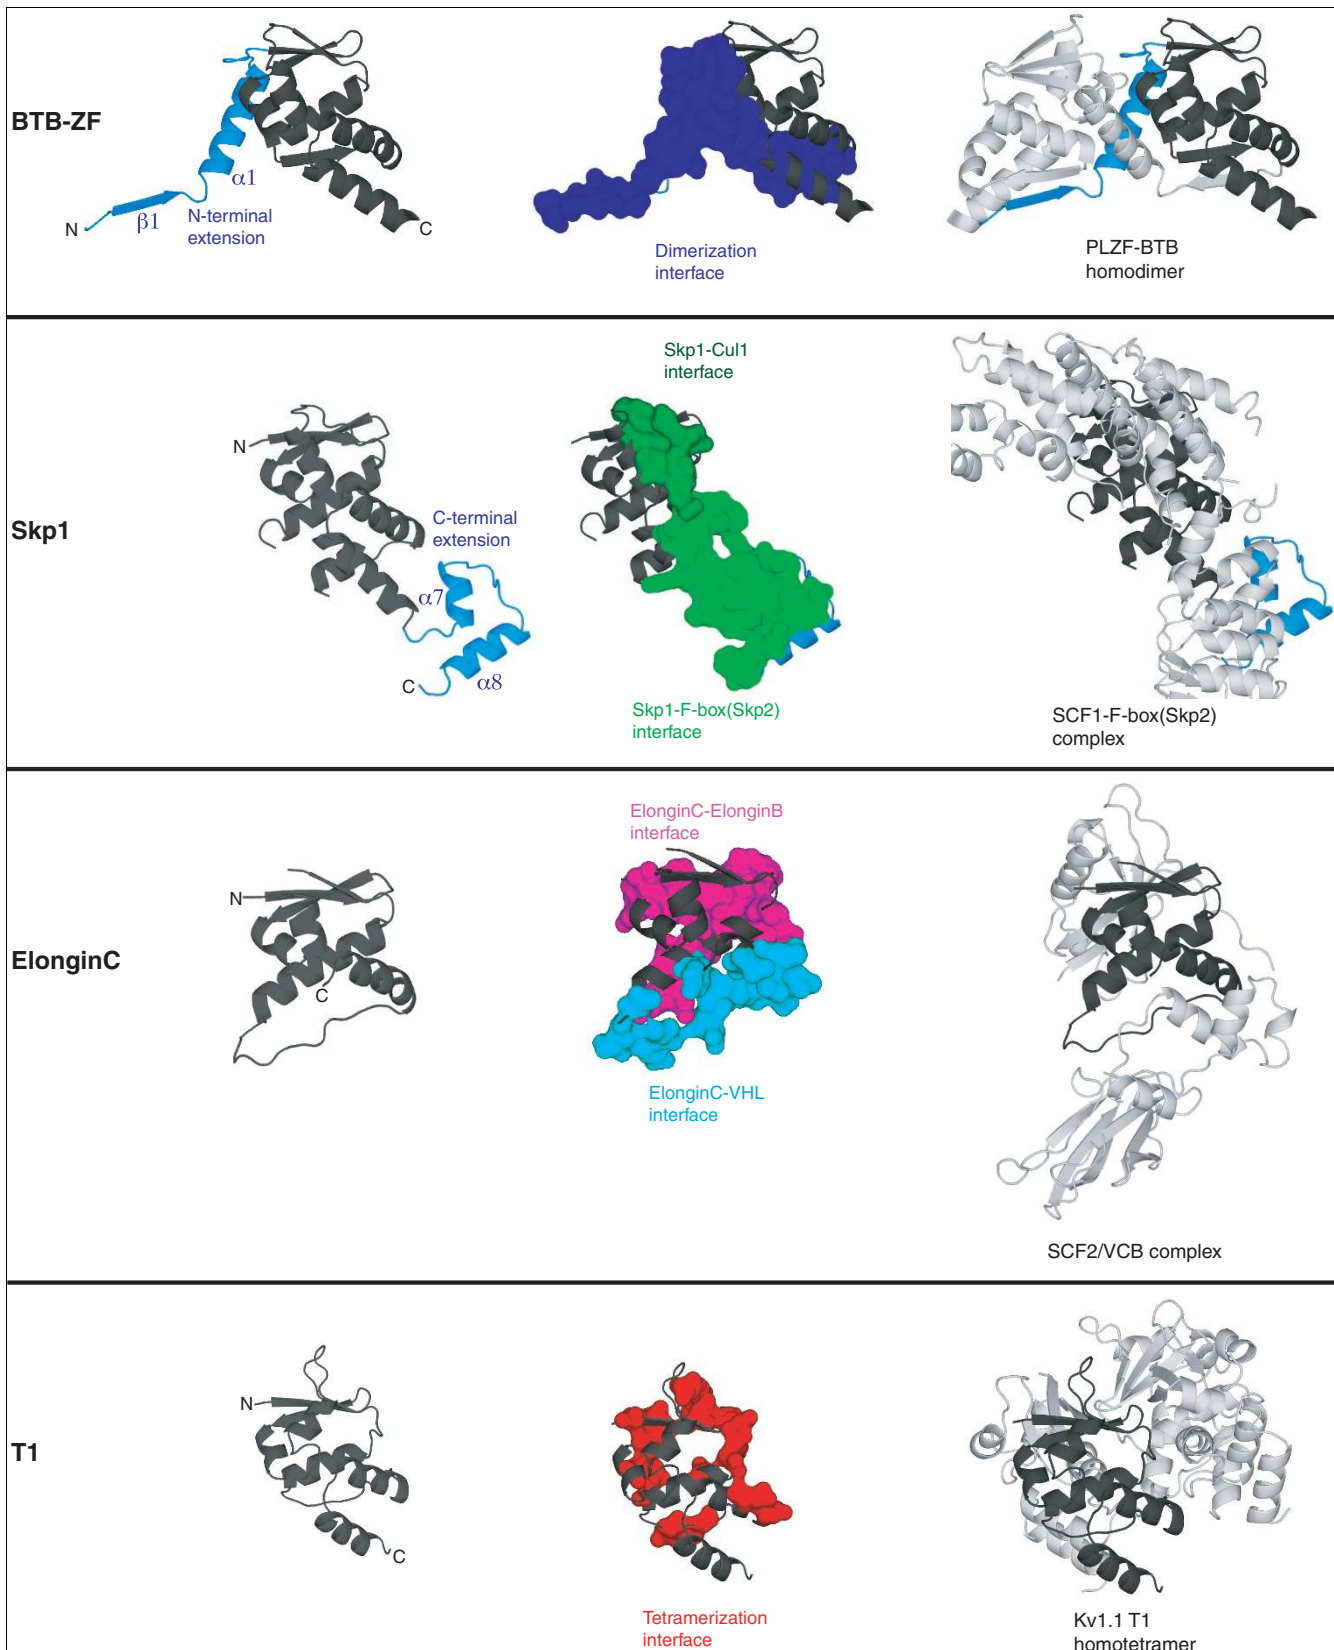 BTB-ZF
α1
β1
N-terminal
extension
N
C
Dimerization
interface
PLZF-BTB
homodimer
Skp1
N
C-terminal
extension
α7
α8
C
Skp1-Cul1
interface
Skp1-F-box(Skp2)
interface
SCF1-F-box(Skp2)
complex
ElonginC
N
C
ElonginC-ElonginB
interface
ElonginC-VHL
interface
SCF2/VCB complex
T1
N
C
Tetramerization
interface
Kv1.1 T1
homotetramer